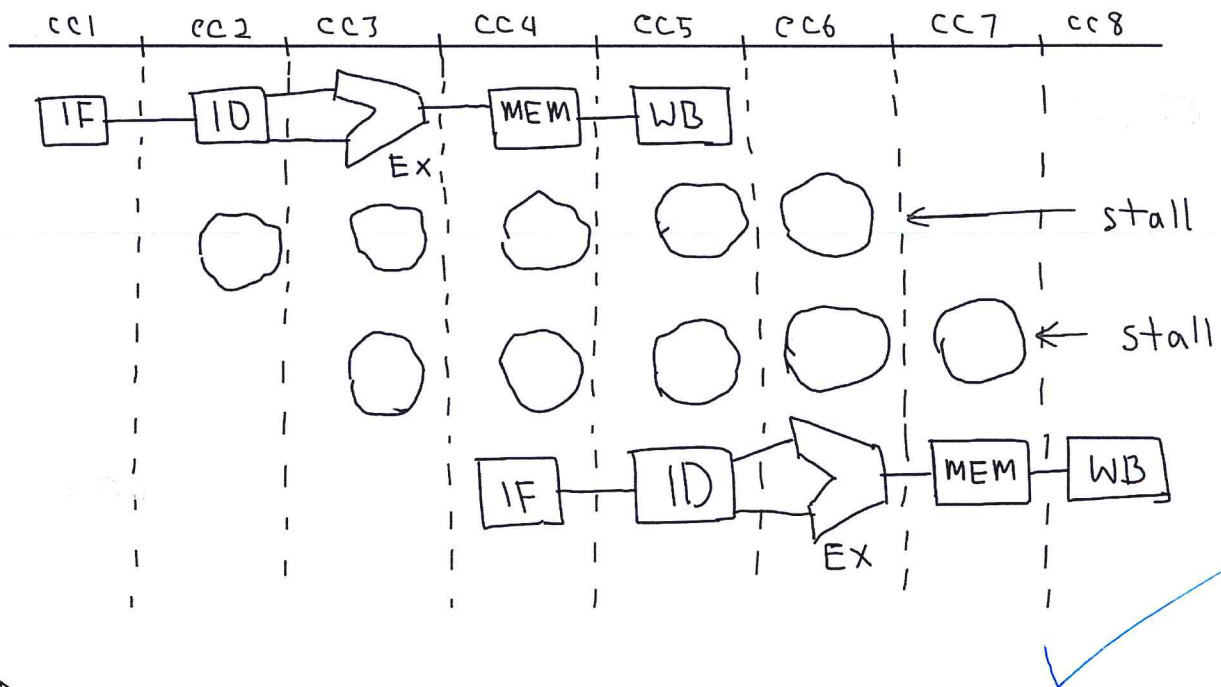 CC1 CC2 CC3 CC4 CC5 CC6 CC7 CC8
IF ID MEM WB
EX
stall
stall
IF ID MEM WB
EX